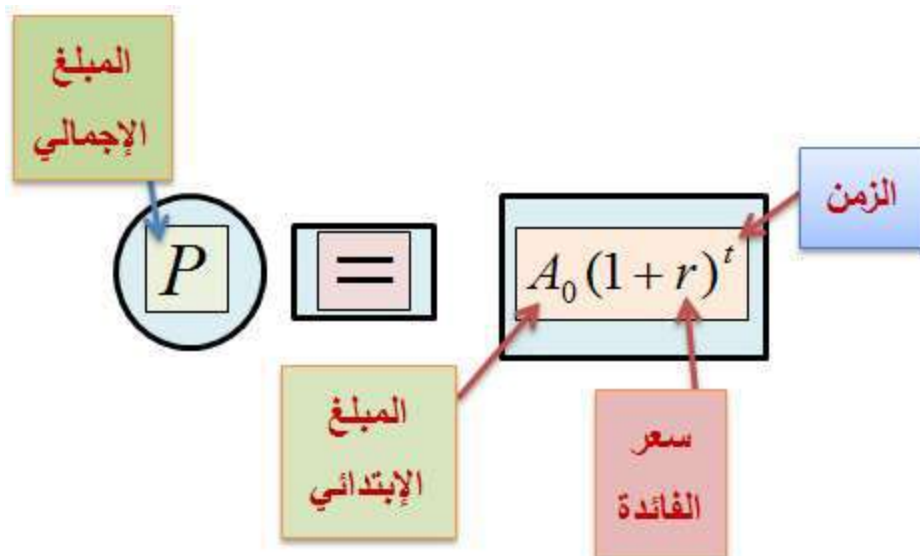 المبلغ
الإجمالي
الزمن
P = A₀ (1 + r)ᵗ
المبلغ
الإبتدائي
سعر
الفائدة